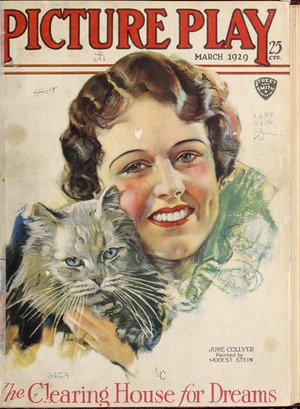 PICTURE PLAY
25
cts.
MARCH 1929
STREET
&
SMITH
JUNE COLLYER
Painted by
MODEST STEIN
The Clearing House for Dreams